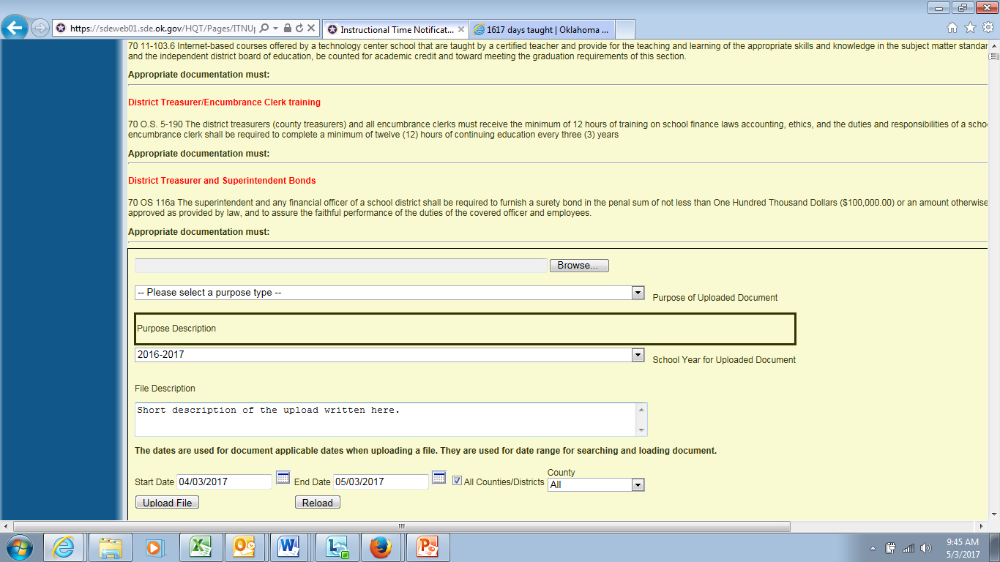 https://sdeweb01.sde.ok.gov/HQT/Pages/ITNU
Instructional Time Notificat...
1617 days taught | Oklahoma ...
70 11-103.6 Internet-based courses offered by a technology center school that are taught by a certified teacher and provide for the teaching and learning of the appropriate skills and knowledge in the subject matter standar
and the independent district board of education, be counted for academic credit and toward meeting the graduation requirements of this section.
Appropriate documentation must:
District Treasurer/Encumbrance Clerk training
70 O.S. 5-190 The district treasurers (county treasurers) and all encumbrance clerks must receive the minimum of 12 hours of training on school finance laws accounting, ethics, and the duties and responsibilities of a schoo
encumbrance clerk shall be required to complete a minimum of twelve (12) hours of continuing education every three (3) years
Appropriate documentation must:
District Treasurer and Superintendent Bonds
70 OS 116a The superintendent and any financial officer of a school district shall be required to furnish a surety bond in the penal sum of not less than One Hundred Thousand Dollars ($100,000.00) or an amount otherwise
approved as provided by law, and to assure the faithful performance of the duties of the covered officer and employees.
Appropriate documentation must:
Browse...
-- Please select a purpose type --
Purpose of Uploaded Document
Purpose Description
2016-2017
School Year for Uploaded Document
File Description
Short description of the upload written here.
The dates are used for document applicable dates when uploading a file. They are used for date range for searching and loading document.
County
Start Date 04/03/2017 End Date 05/03/2017 All Counties/Districts All
Upload File Reload
9:45 AM
5/3/2017